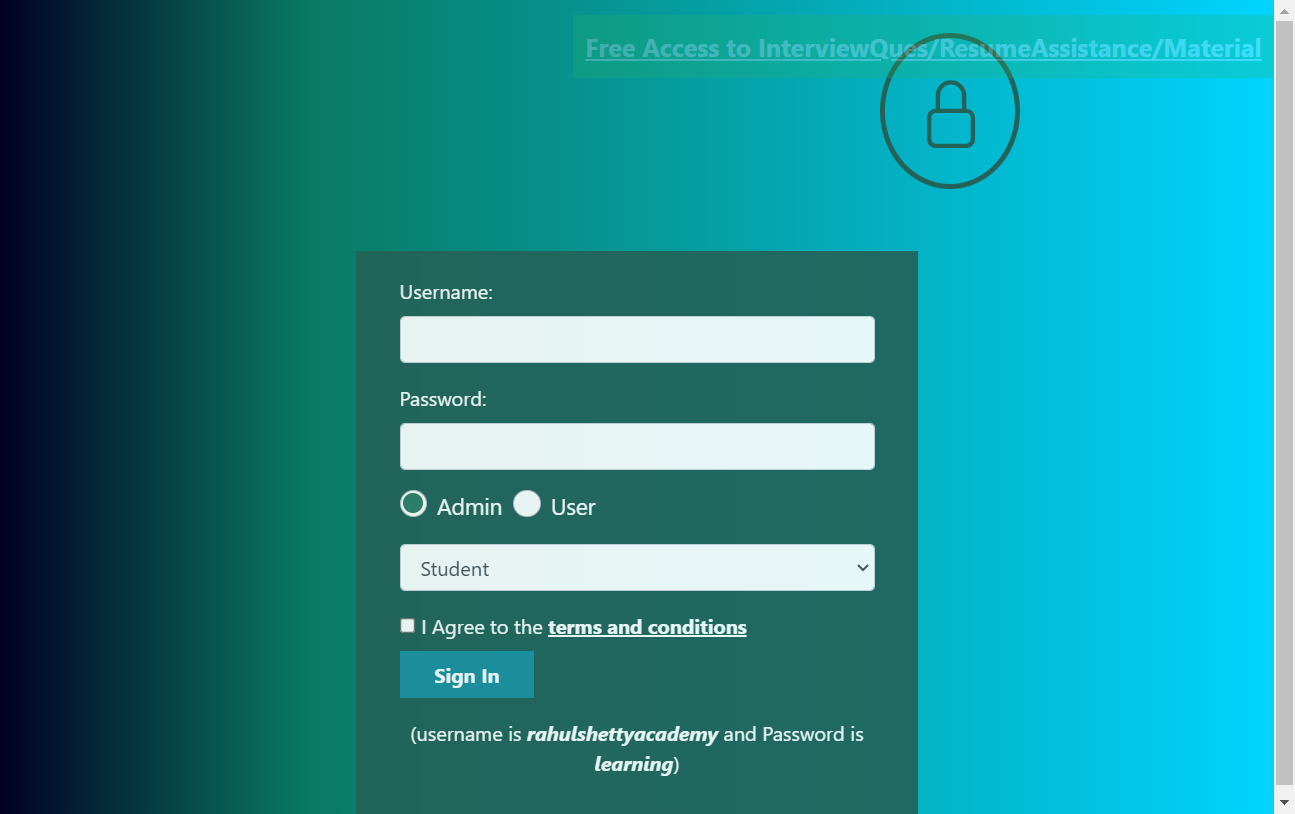 Free Access to InterviewQues/ResumeAssistance/Material
Username:
Password:
Admin User
Student
I Agree to the terms and conditions
Sign In
(username is rahulshettyacademy and Password is
learning)